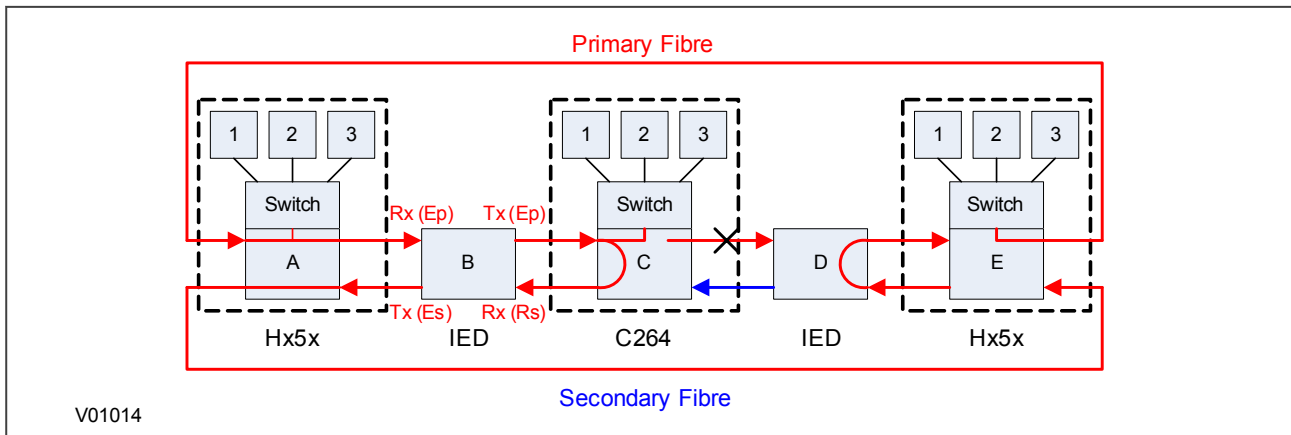 Primary Fibre
1 2 3
1 2 3
1 2 3
Switch
Switch
Switch
Rx (Ep)
Tx (Ep)
A
B
C
D
E
Tx (Es)
Rx (Rs)
Hx5x
IED
C264
IED
Hx5x
Secondary Fibre
V01014